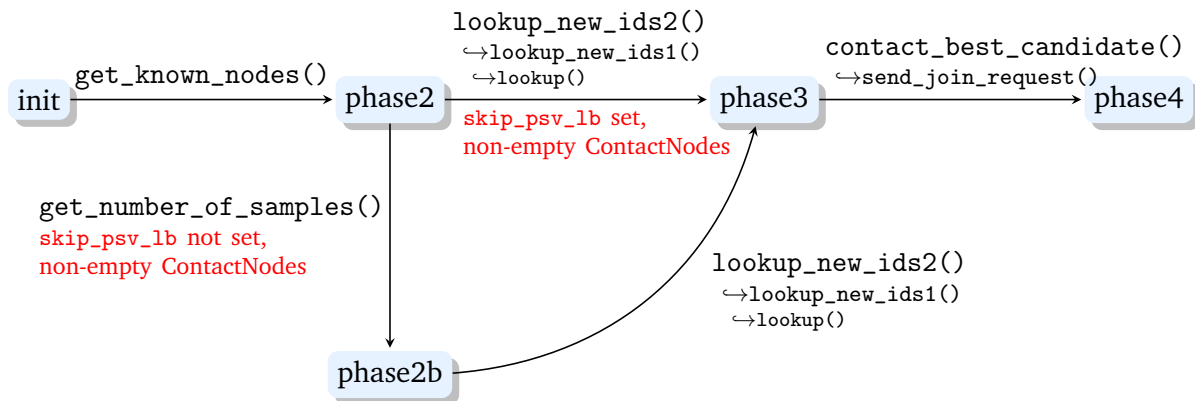 lookup_new_ids2()
↪lookup_new_ids1()
↪lookup()
contact_best_candidate()
↪send_join_request()
get_known_nodes()
init
phase2
phase3
phase4
skip_psv_lb set,
non-empty ContactNodes
get_number_of_samples()
skip_psv_lb not set,
non-empty ContactNodes
lookup_new_ids2()
↪lookup_new_ids1()
↪lookup()
phase2b